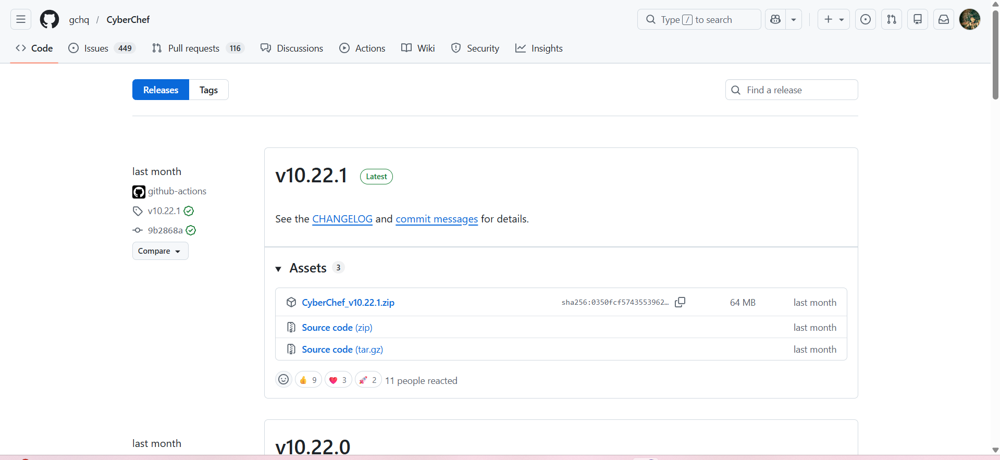 gchq / CyberChef
Type / to search
Code
Issues 449
Pull requests 116
Discussions
Actions
Wiki
Security
Insights
Releases
Tags
Find a release
last month
github-actions
v10.22.1
9b2868a
Compare
v10.22.1 Latest
See the CHANGELOG and commit messages for details.
Assets 3
CyberChef_v10.22.1.zip sha256:0350fcf5743553962… 64 MB last month
Source code (zip) last month
Source code (tar.gz) last month
9 3 2 11 people reacted
last month
v10.22.0